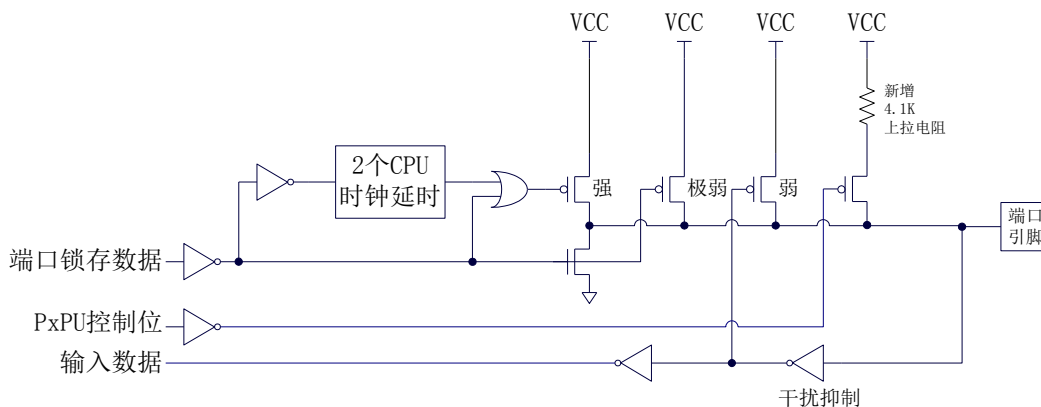 VCC
VCC
VCC
VCC
新增
4.1K
上拉电阻
2个CPU
时钟延时
强
极弱
弱
端口
引脚
端口锁存数据
PxPU控制位
输入数据
干扰抑制